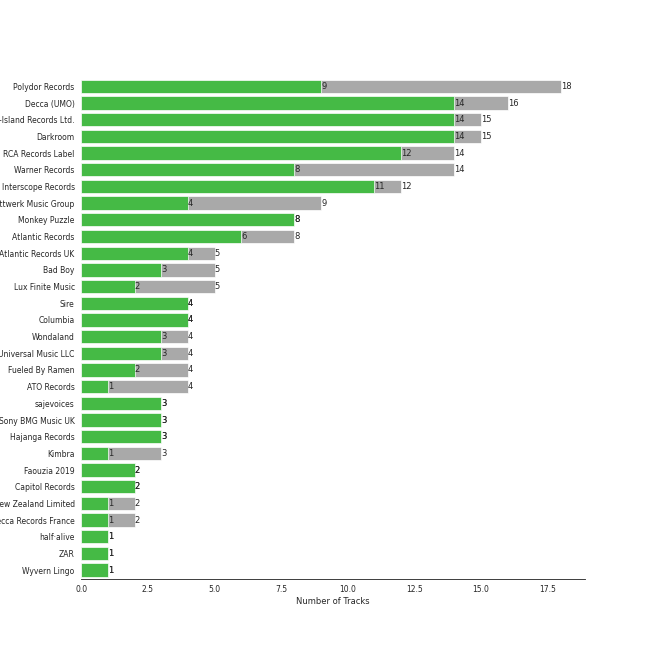 Polydor Records 9 18
Decca (UMO) 14 16
-Island Records Ltd. 14 15
Darkroom 14 15
RCA Records Label 12 14
Warner Records 8 14
Interscope Records 11 12
ttwerk Music Group 4 9
Monkey Puzzle 8
Atlantic Records 6 8
Atlantic Records UK 4 5
Bad Boy 3 5
Lux Finite Music 2 5
Sire 4
Columbia 4
Wondaland 3 4
Universal Music LLC 3 4
Fueled By Ramen 2 4
ATO Records 1 4
sajevoices 3
Sony BMG Music UK 3
Hajanga Records 3
Kimbra 1 3
Faouzia 2019 2
Capitol Records 2
ew Zealand Limited 1 2
ecca Records France 1 2
half·alive 1
ZAR 1
Wyvern Lingo 1
0.0 2.5 5.0 7.5 10.0 12.5 15.0 17.5
Number of Tracks